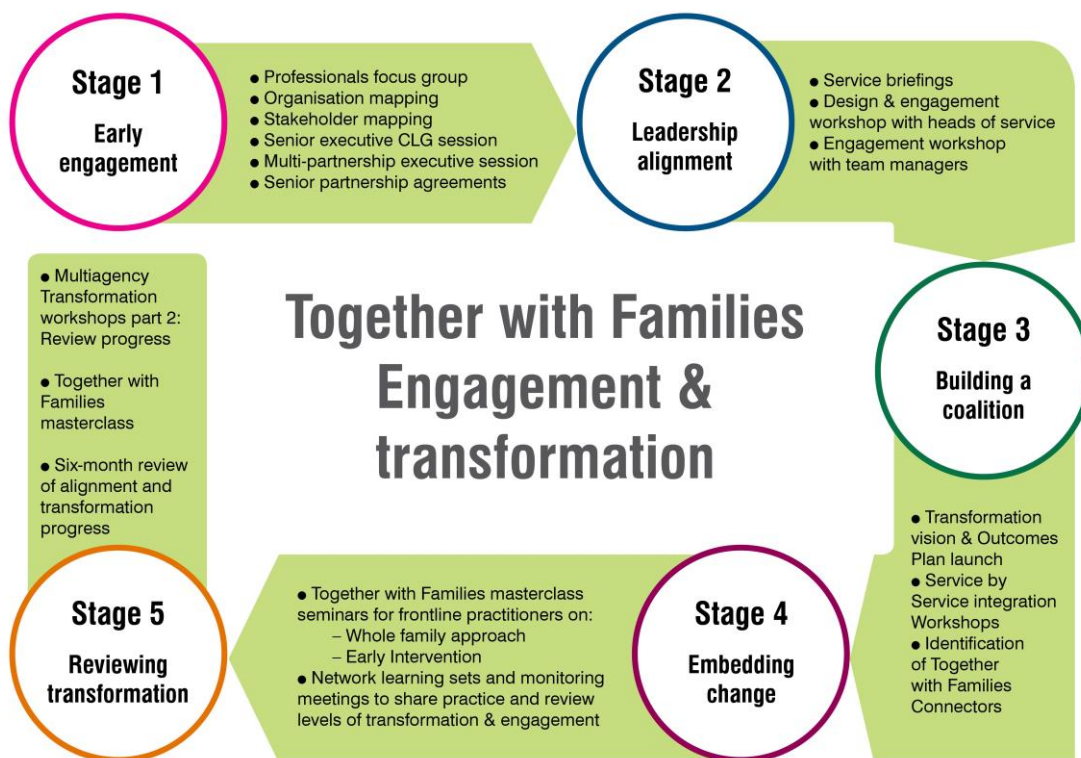 Stage 1
Early
engagement
● Professionals focus group
● Organisation mapping
● Stakeholder mapping
● Senior executive CLG session
● Multi-partnership executive session
● Senior partnership agreements
Stage 2
Leadership
alignment
● Service briefings
● Design & engagement
workshop with heads of service
● Engagement workshop
with team managers
Together with Families
Engagement &
transformation
Stage 3
Building a
coalition
● Transformation
vision & Outcomes
Plan launch
● Service by
Service integration
Workshops
● Identification
of Together
with Families
Connectors
Stage 4
Embedding
change
● Together with Families masterclass
seminars for frontline practitioners on:
– Whole family approach
– Early Intervention
● Network learning sets and monitoring
meetings to share practice and review
levels of transformation & engagement
Stage 5
Reviewing
transformation
● Multiagency
Transformation
workshops part 2:
Review progress
● Together with
Families
masterclass
● Six-month review
of alignment and
transformation
progress